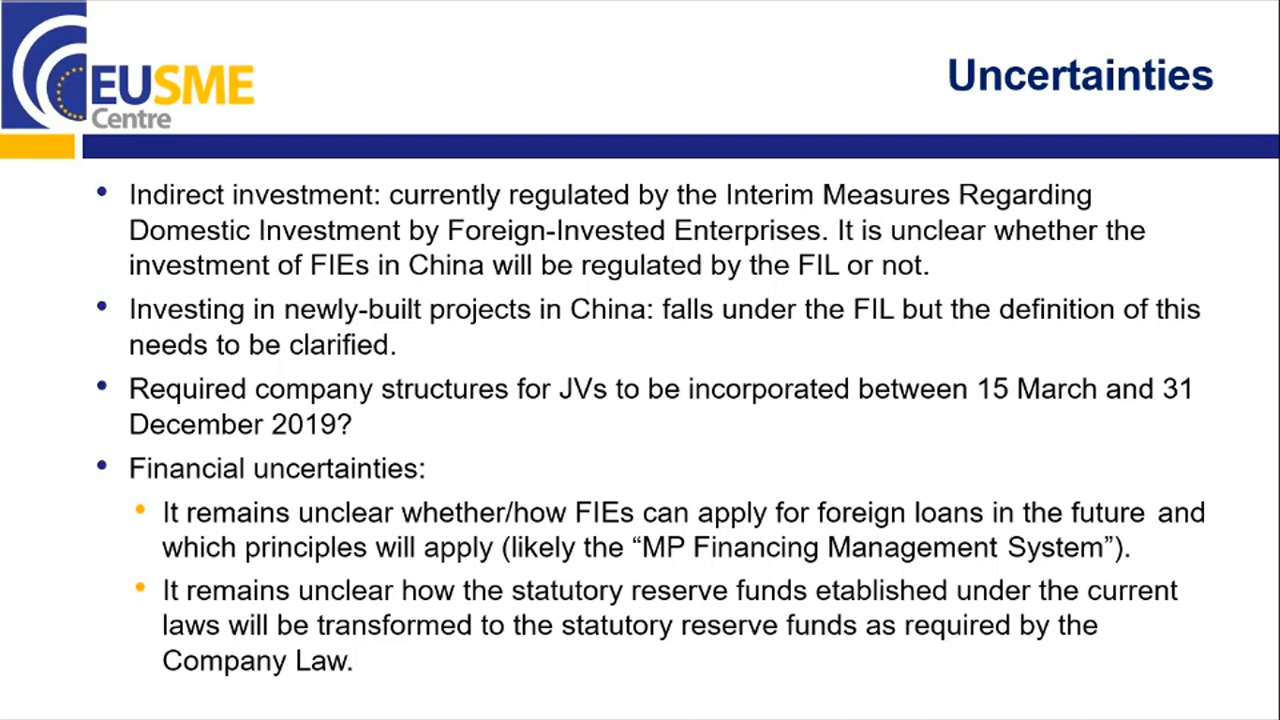 EUSME
Centre
Uncertainties
• Indirect investment: currently regulated by the Interim Measures Regarding
Domestic Investment by Foreign-Invested Enterprises. It is unclear whether the
investment of FIEs in China will be regulated by the FIL or not.
• Investing in newly-built projects in China: falls under the FIL but the definition of this
needs to be clarified.
• Required company structures for JVs to be incorporated between 15 March and 31
December 2019?
• Financial uncertainties:
• It remains unclear whether/how FIEs can apply for foreign loans in the future and
which principles will apply (likely the “MP Financing Management System”).
• It remains unclear how the statutory reserve funds etablished under the current
laws will be transformed to the statutory reserve funds as required by the
Company Law.